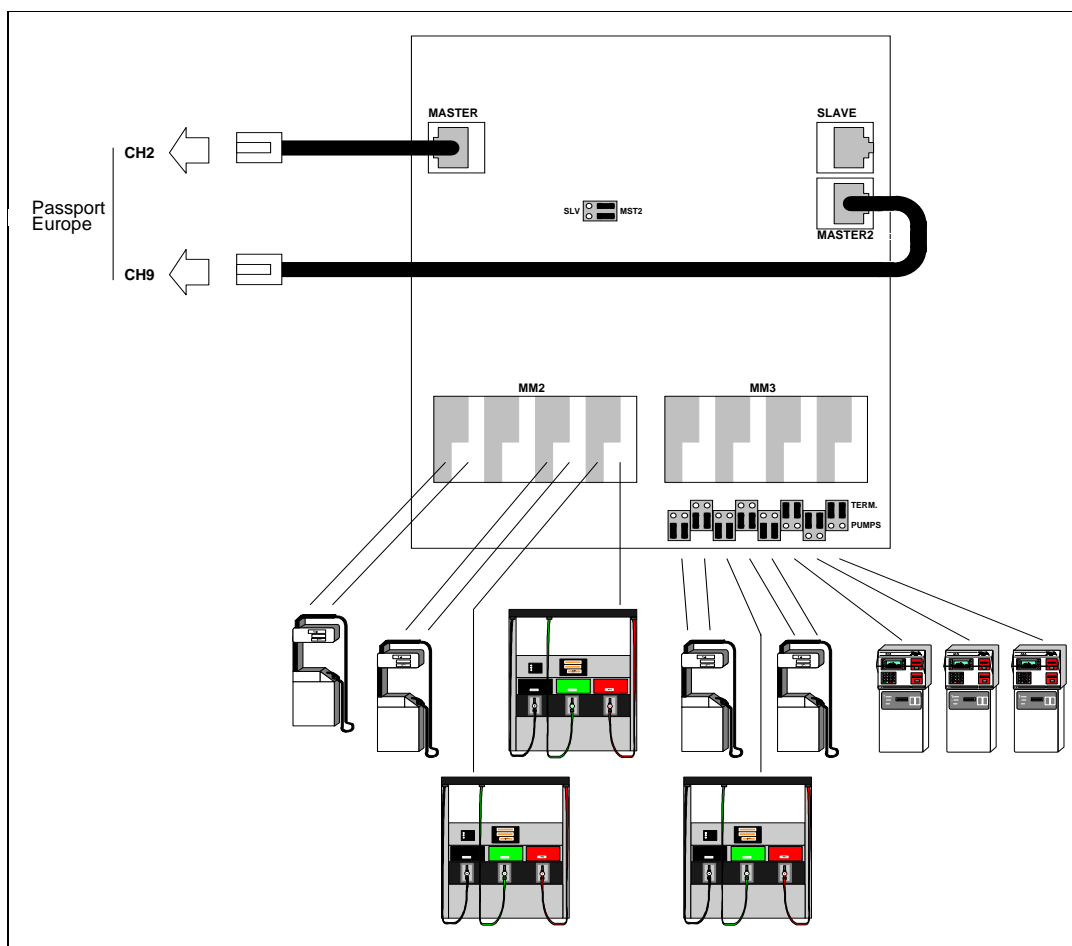 MASTER
SLAVE
CH2
SLV
MST2
Passport
Europe
MASTER2
CH9
MM2
MM3
TERM.
PUMPS